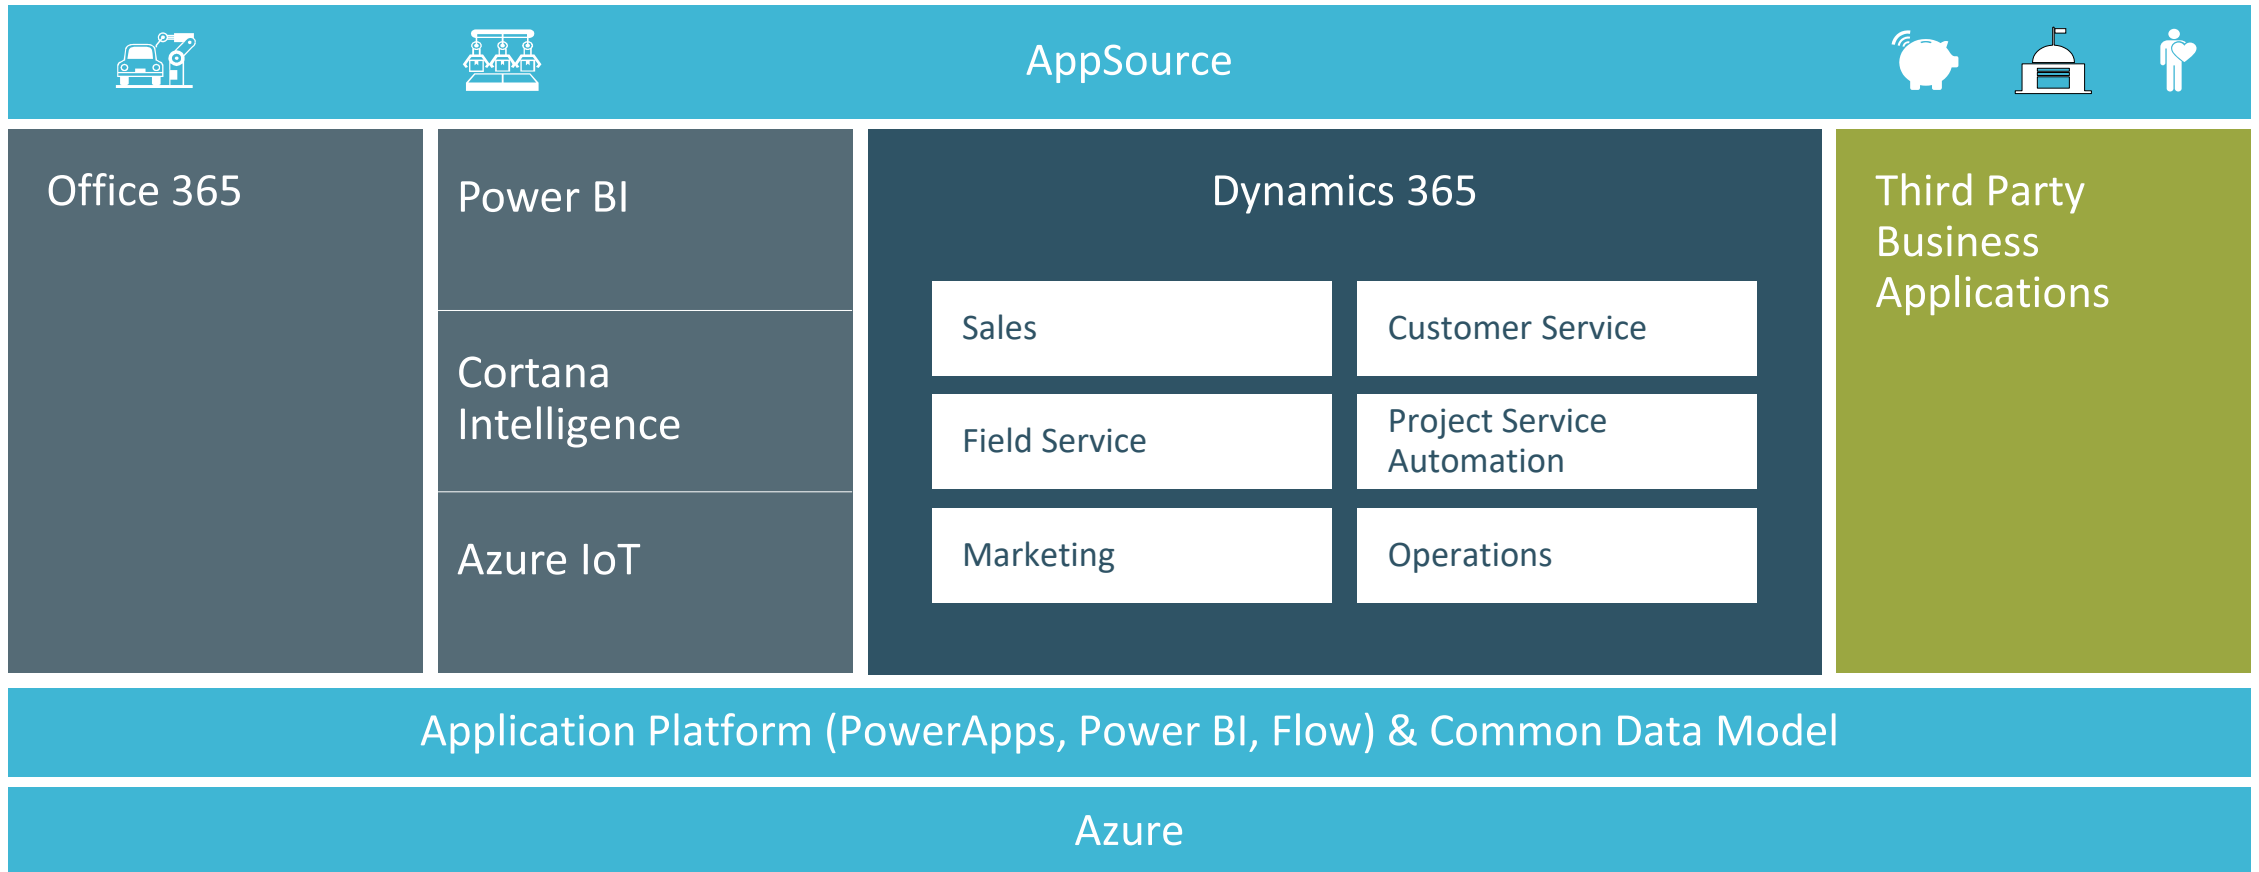 AppSource
Office 365
Power BI
Cortana
Intelligence
Azure IoT
Dynamics 365
Sales
Customer Service
Field Service
Project Service
Automation
Marketing
Operations
Third Party
Business
Applications
Application Platform (PowerApps, Power BI, Flow) & Common Data Model
Azure